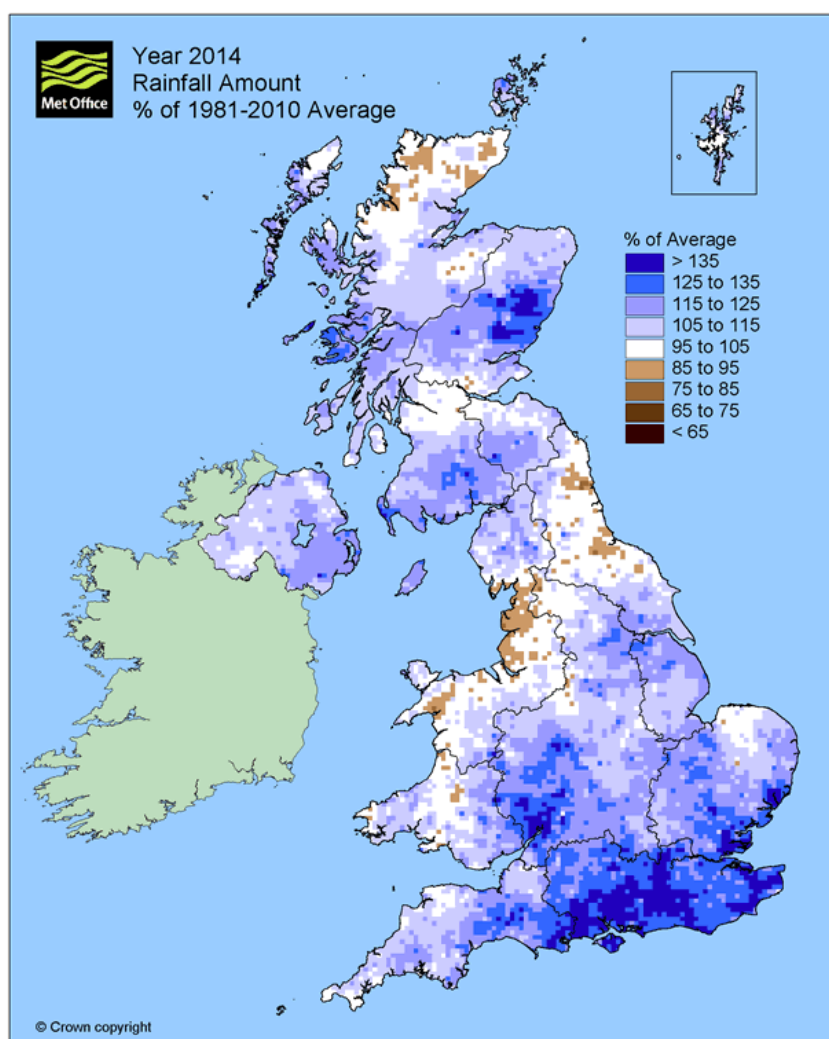 Met Office
Year 2014
Rainfall Amount
% of 1981-2010 Average
% of Average
> 135
125 to 135
115 to 125
105 to 115
95 to 105
85 to 95
75 to 85
65 to 75
< 65
© Crown copyright